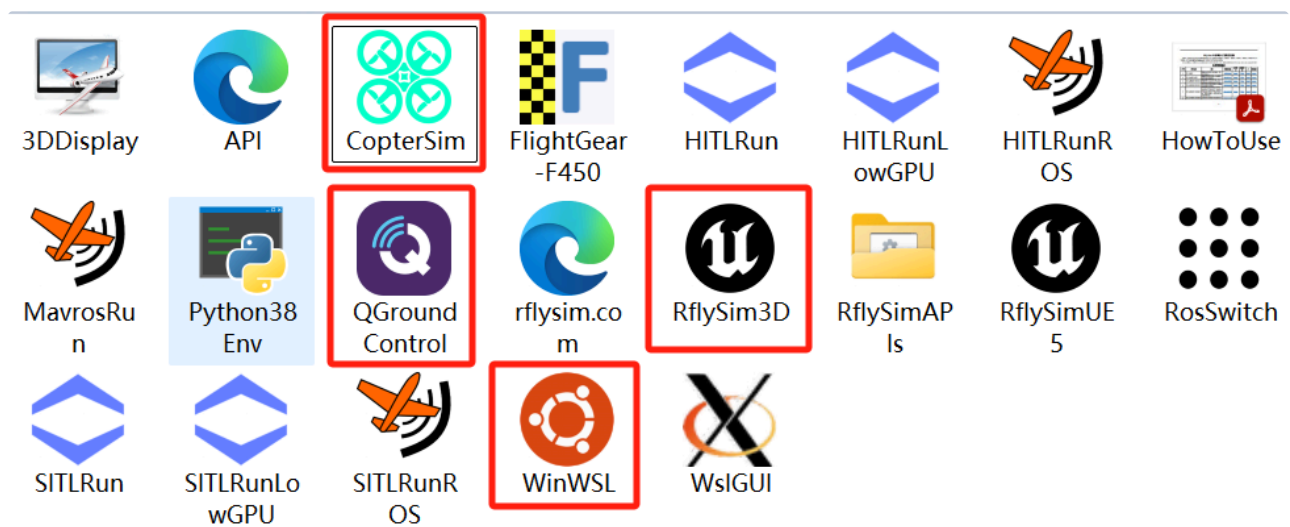 3DDisplay
API
CopterSim
FlightGear
-F450
HITLRun
HITLRunL
owGPU
HITLRunR
OS
HowToUse
MavrosRu
n
Python38
Env
QGround
Control
rflysim.co
m
RflySim3D
RflySimAP
Is
RflySimUE
5
RosSwitch
SITLRun
SITLRunLo
wGPU
SITLRunR
OS
WinWSL
WslGUI